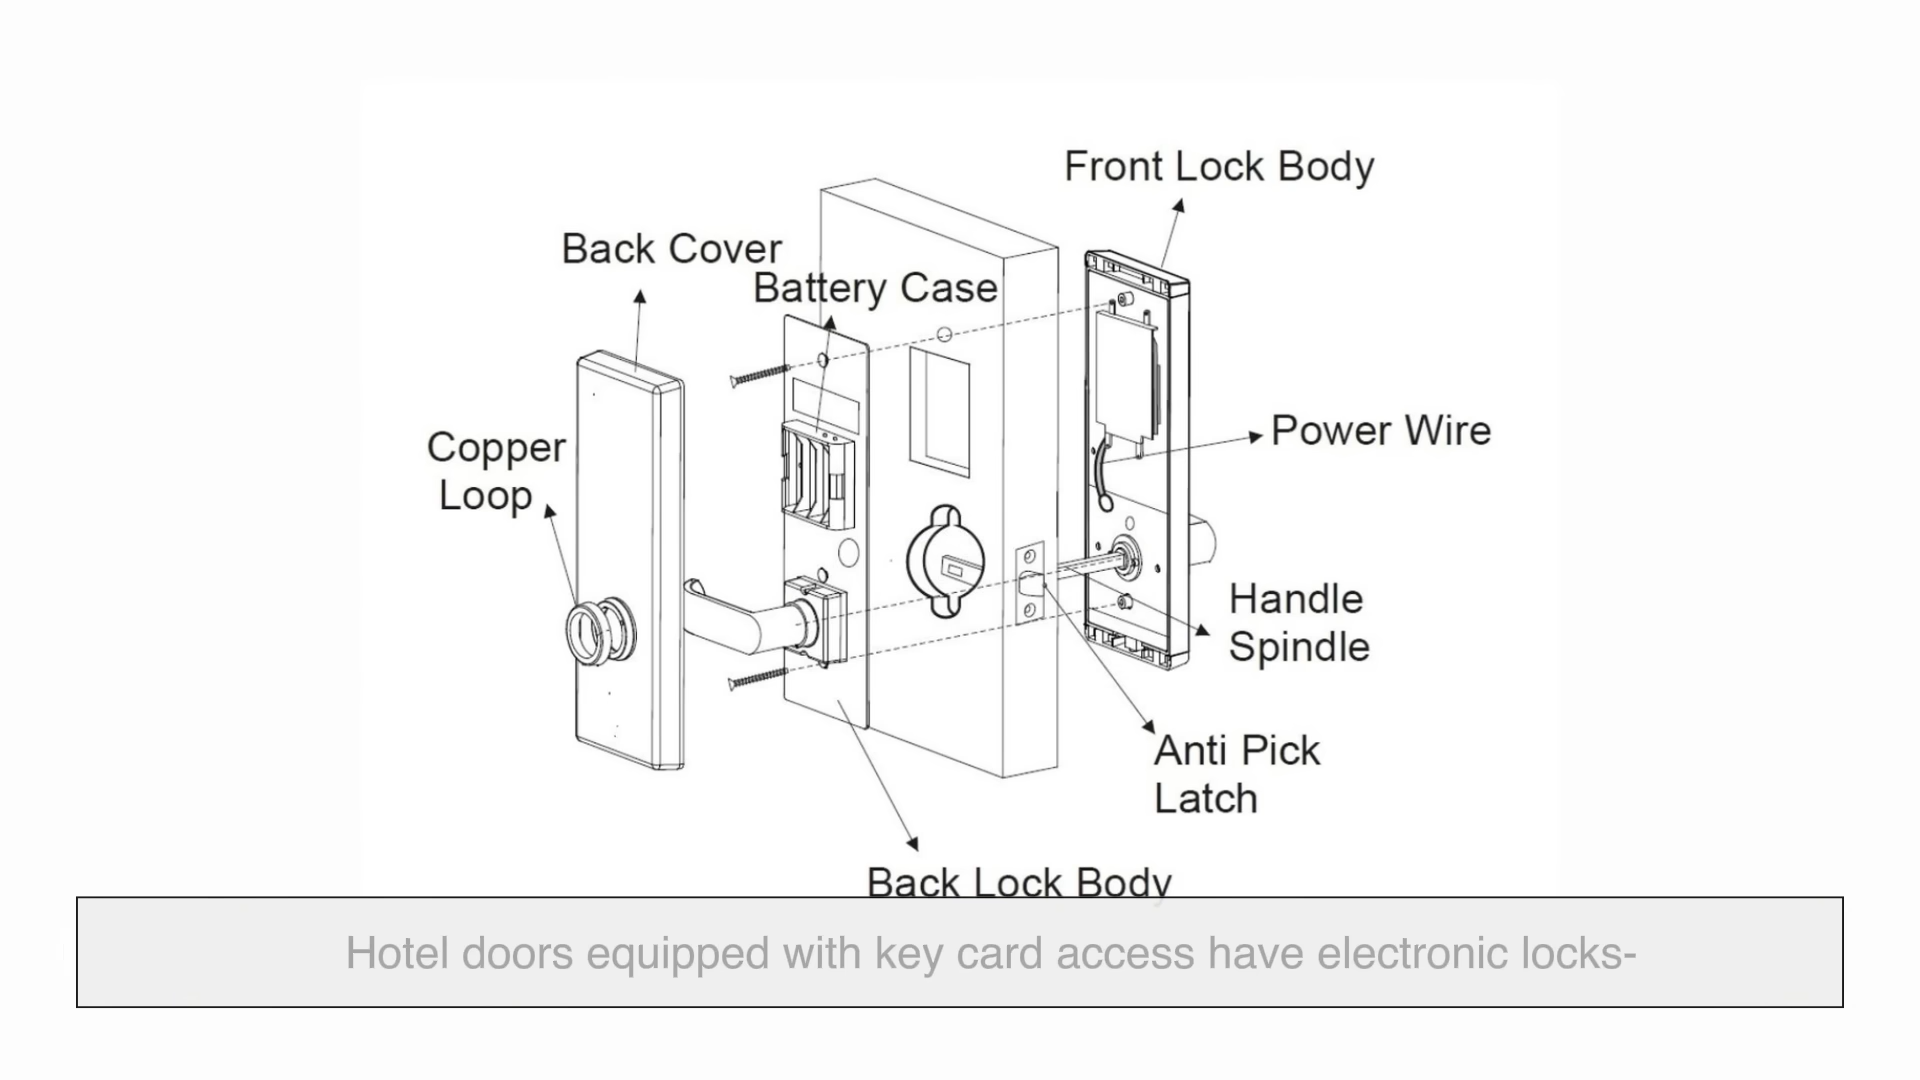 Front Lock Body
Back Cover
Battery Case
Power Wire
Copper
Loop
Handle
Spindle
Anti Pick
Latch
Back Lock Body
Hotel doors equipped with key card access have electronic locks-